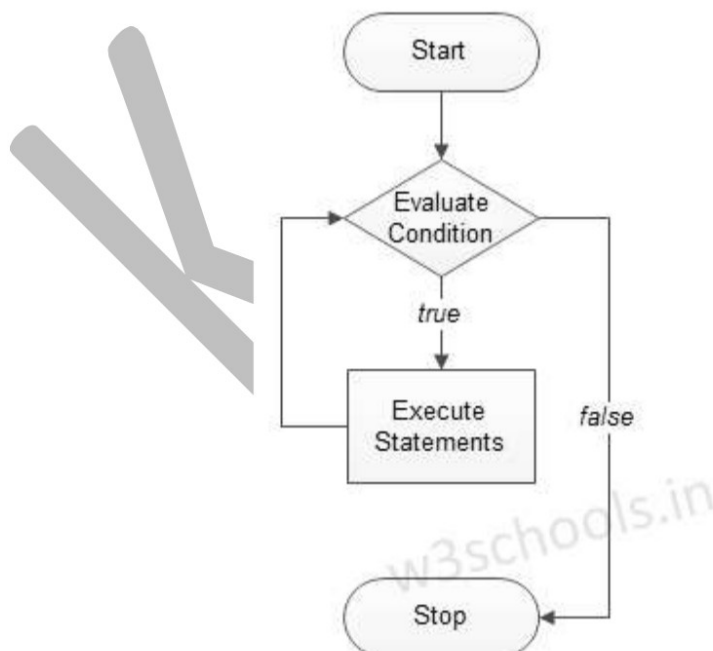 Start
Evaluate
Condition
true
Execute
Statements
false
w3schools.in
Stop